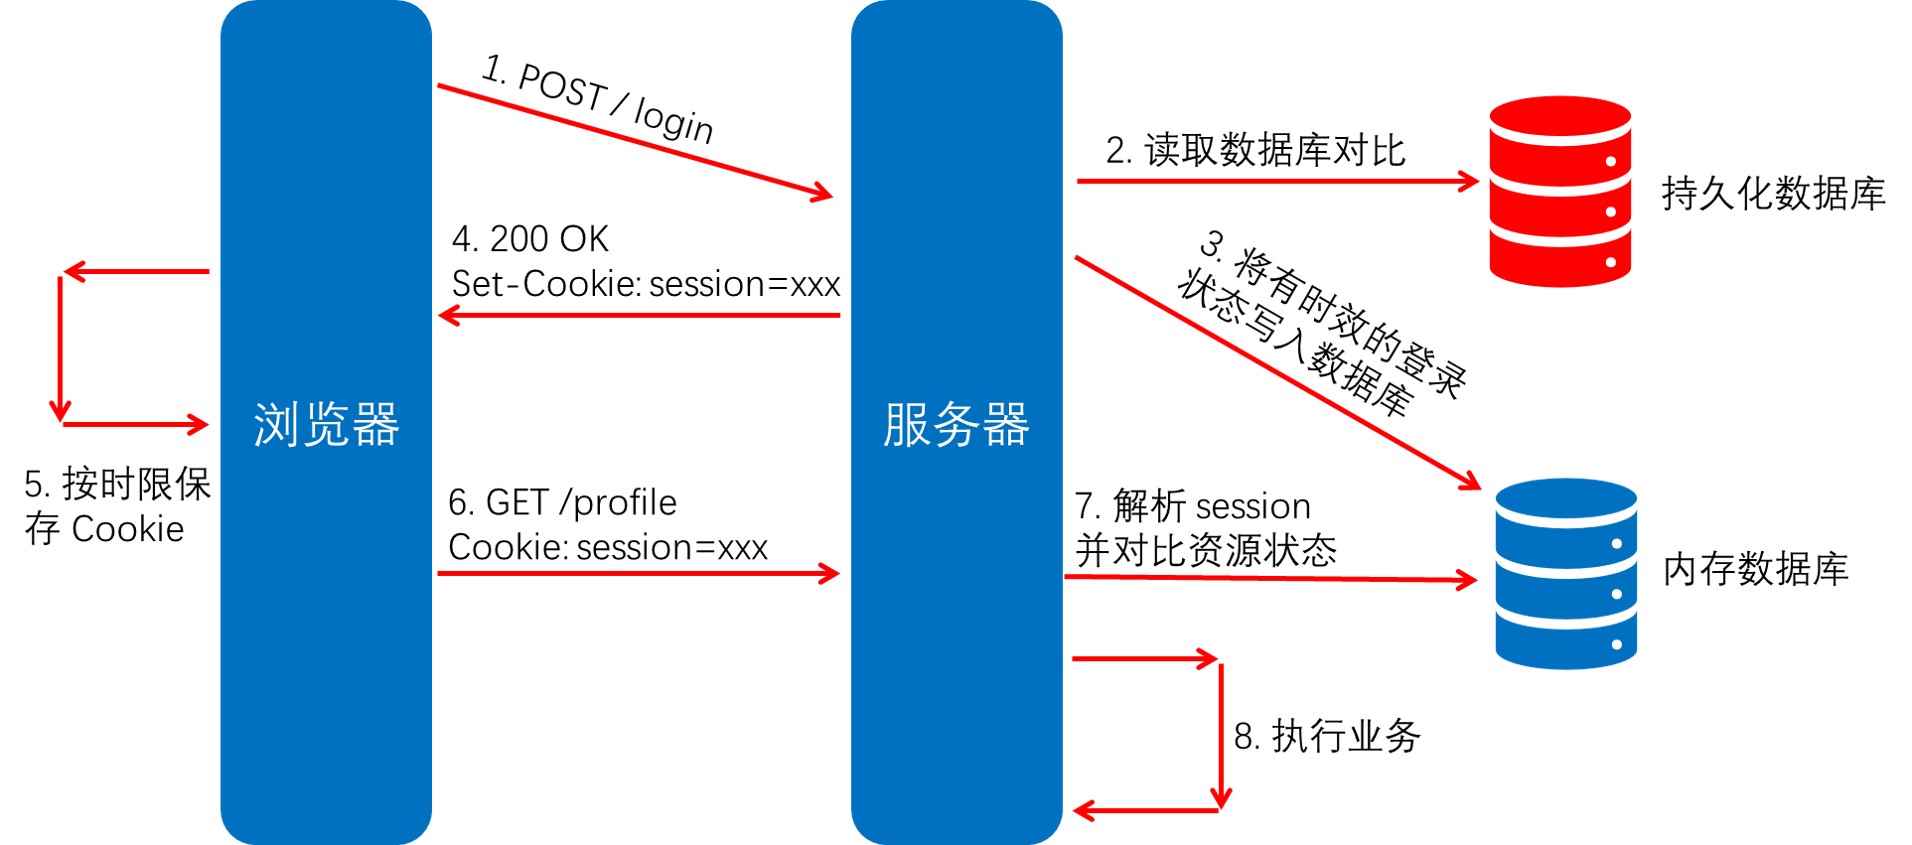 1. POST / login
2. 读取数据库对比
持久化数据库
3. 将有时效的登录
状态写入数据库
4. 200 OK
Set-Cookie: session=xxx
浏览器
服务器
5. 按时限保
存 Cookie
6. GET /profile
Cookie: session=xxx
7. 解析 session
并对比资源状态
内存数据库
8. 执行业务